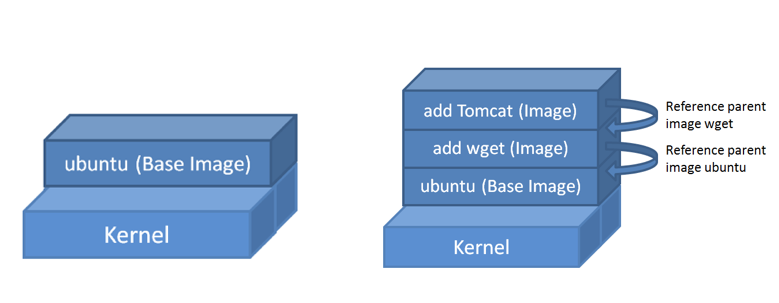 ubuntu (Base Image)
Kernel
add Tomcat (Image)
add wget (Image)
ubuntu (Base Image)
Kernel
Reference parent
image wget
Reference parent
image ubuntu